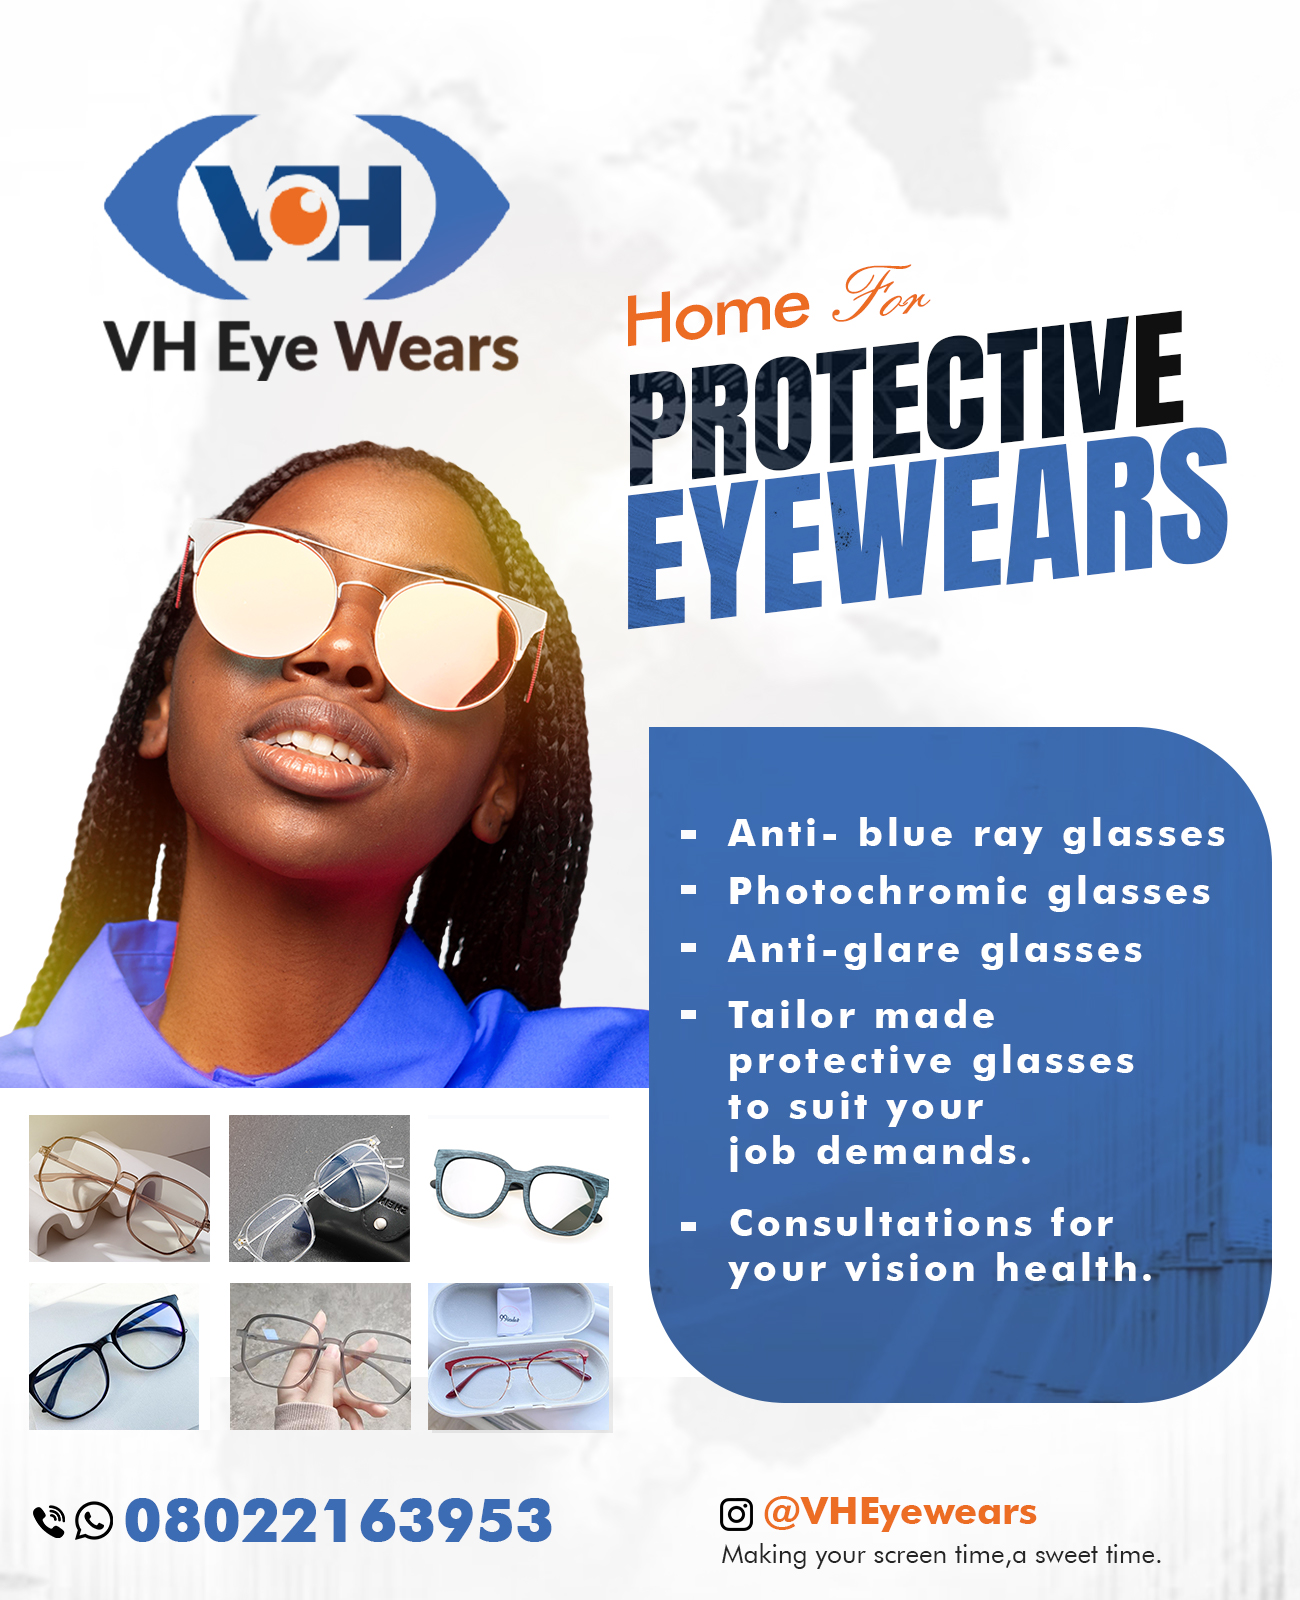 VH
VH Eye Wears
Home For
PROTECTIVE
EYEWEARS
- Anti- blue ray glasses
- Photochromic glasses
- Anti-glare glasses
- Tailor made
protective glasses
to suit your
job demands.
- Consultations for
your vision health.
08022163953
@VHEyewears
Making your screen time,a sweet time.